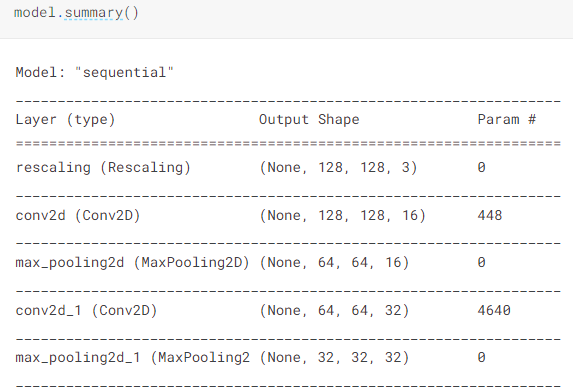 model.summary()
Model: "sequential"
_________________________________________________________________
Layer (type)                 Output Shape              Param #
=================================================================
rescaling (Rescaling)        (None, 128, 128, 3)       0
_________________________________________________________________
conv2d (Conv2D)              (None, 128, 128, 16)      448
_________________________________________________________________
max_pooling2d (MaxPooling2D) (None, 64, 64, 16)        0
_________________________________________________________________
conv2d_1 (Conv2D)            (None, 64, 64, 32)        4640
_________________________________________________________________
max_pooling2d_1 (MaxPooling2 (None, 32, 32, 32)        0
_________________________________________________________________